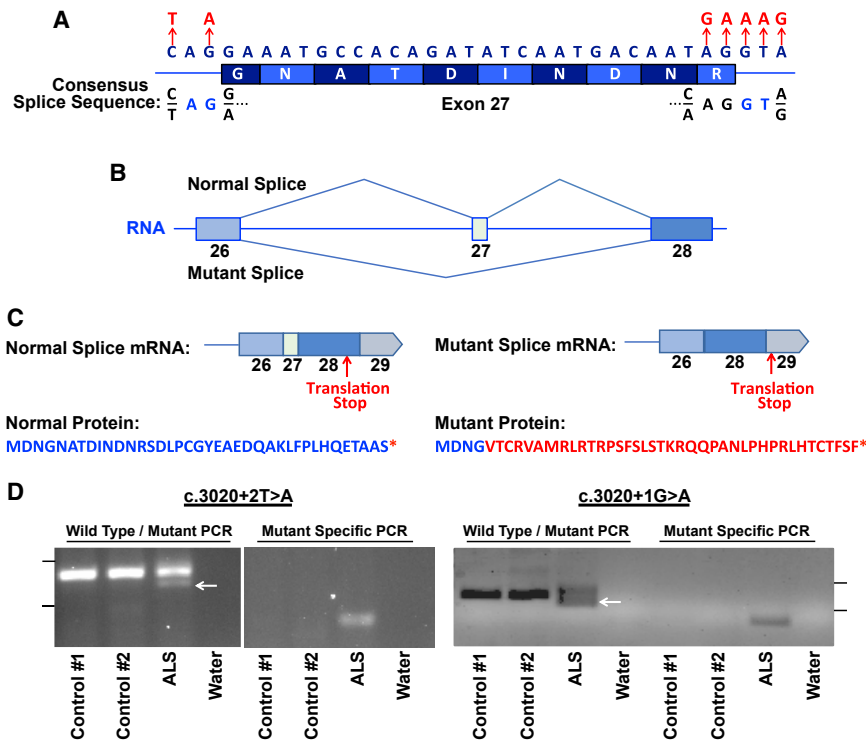 A
T A G A A A G
C A G G A A A T G C C A C A G A T A T C A A T G A C A A T A G G T A
G N A T D I N D N R
Consensus
Splice Sequence:
C/T A G G/A ... Exon 27 ... C/A A G G T A/G
B
Normal Splice
RNA
26 27 28
Mutant Splice
C
Normal Splice mRNA:
26 27 28 29
Translation
Stop
Normal Protein:
MDNGNATDINDNRSDLPCGYEAEDQAKLFPLHQETAAS*
Mutant Splice mRNA:
26 28 29
Translation
Stop
Mutant Protein:
MDNGVTCRVAMRLRTRPSFSLSTKRQQPANLPHPRLHTCTFSF*
D
c.3020+2T>A
Wild Type / Mutant PCR
Mutant Specific PCR
Control #1
Control #2
ALS
Water
Control #1
Control #2
ALS
Water
c.3020+1G>A
Wild Type / Mutant PCR
Mutant Specific PCR
Control #1
Control #2
ALS
Water
Control #1
Control #2
ALS
Water